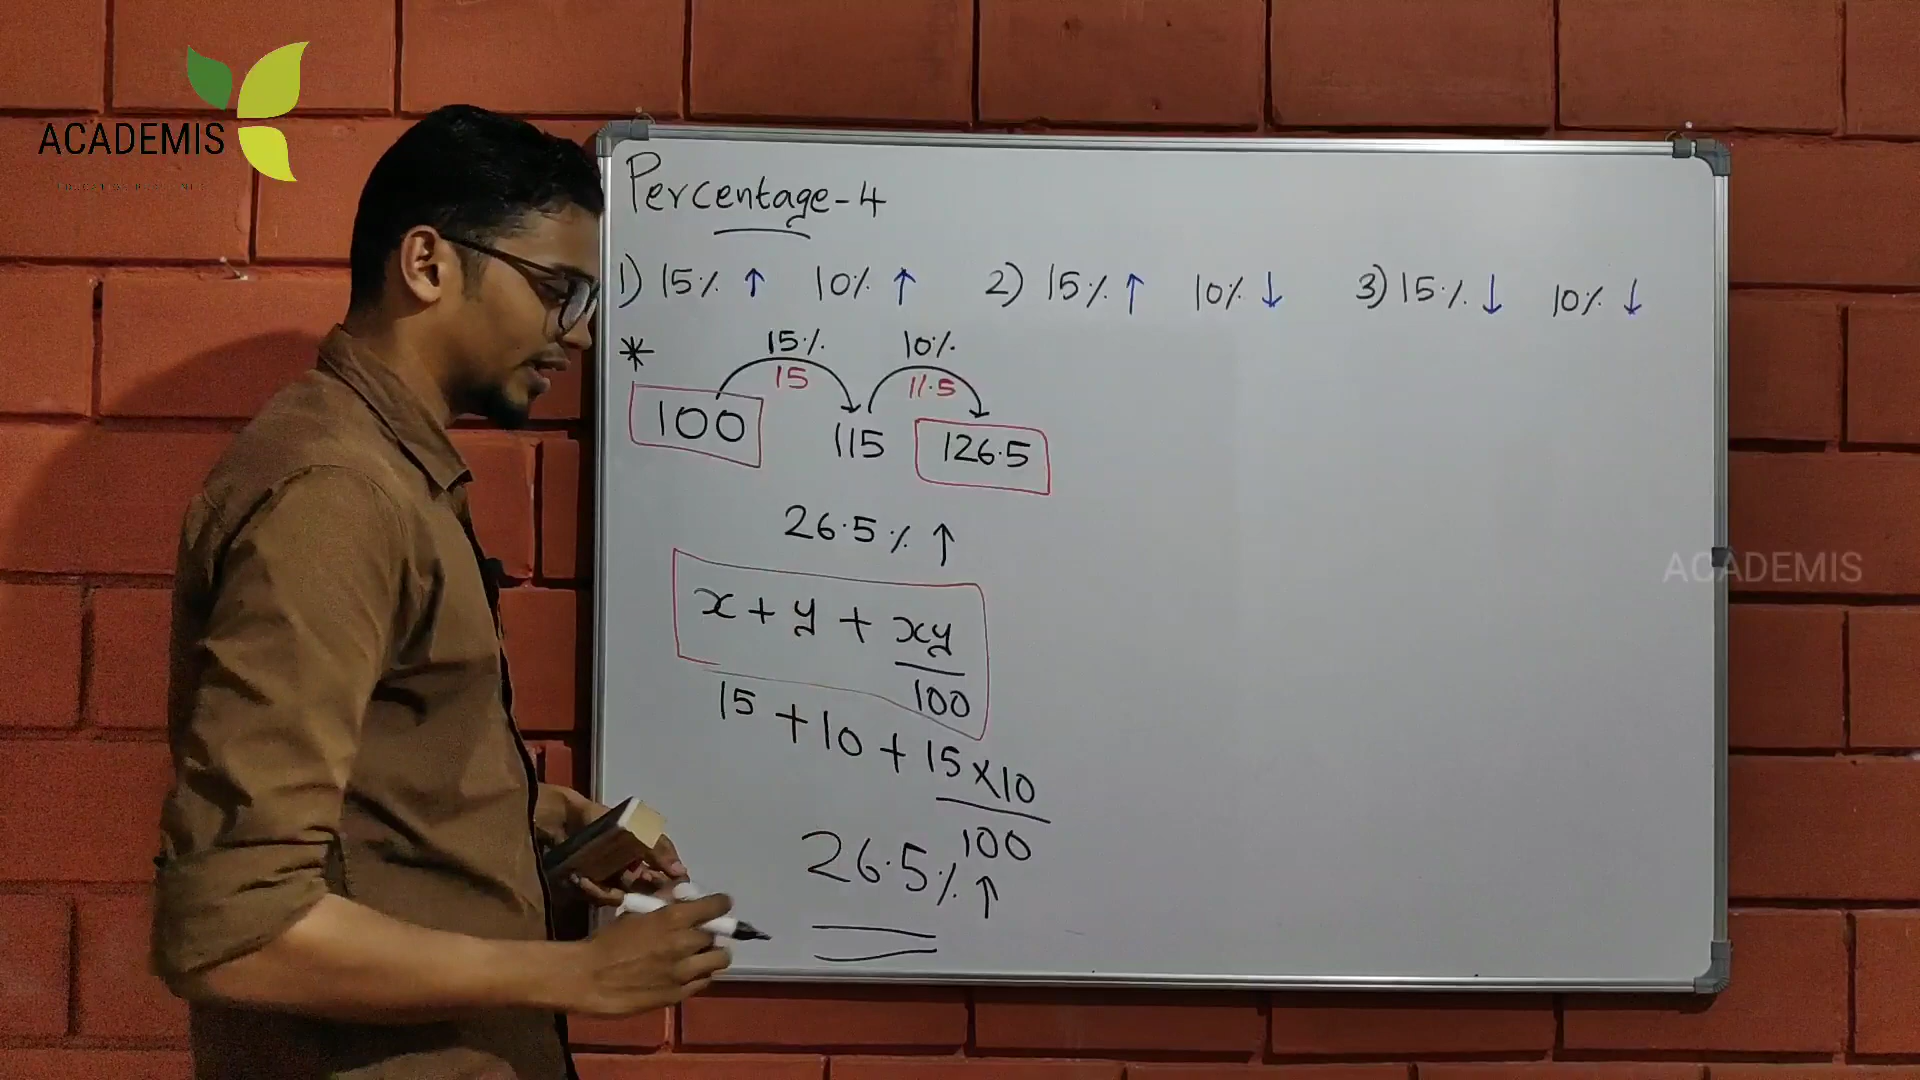 ACADEMIS
Percentage-4
1) 15% ↑ 10% ↑ 2) 15% ↑ 10% ↓ 3) 15% ↓ 10% ↓
* 15% 10%
15 11.5
100 115 126.5
26.5% ↑
x + y + xy
100
15 + 10 + 15×10
100
26.5% ↑
ACADEMIS